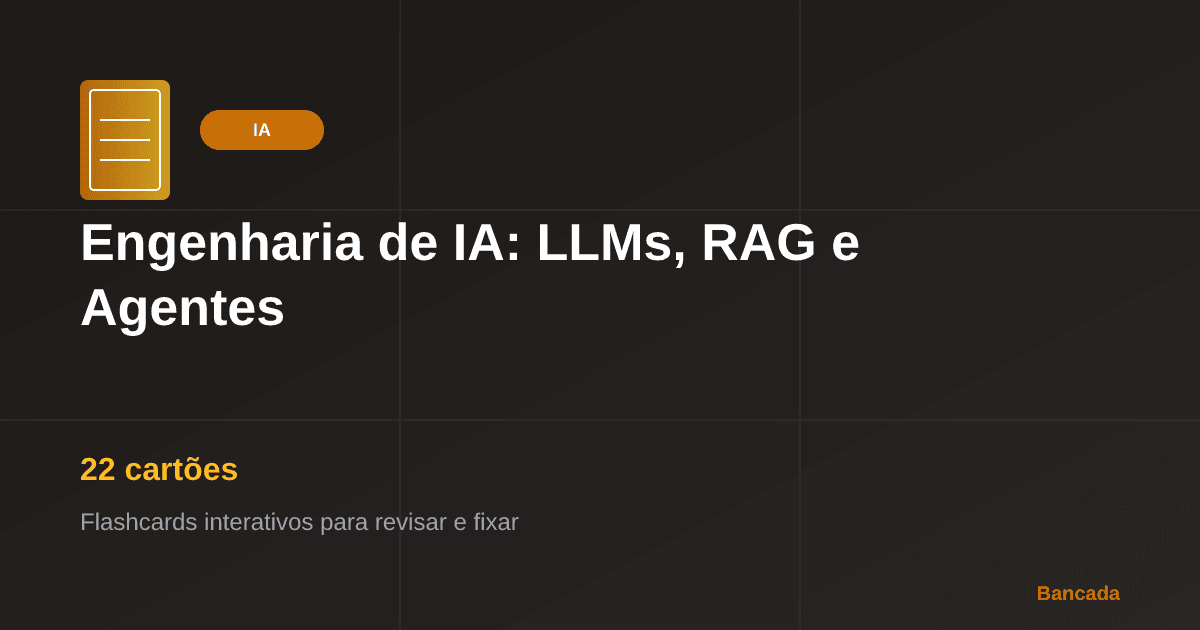 IA
Engenharia de IA: LLMs, RAG e
Agentes
22 cartões
Flashcards interativos para revisar e fixar
Bancada